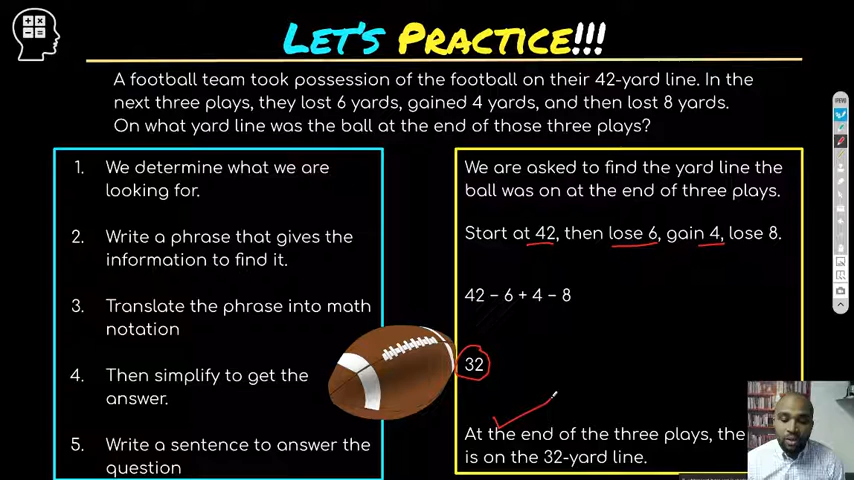 LET'S PRACTICE!!!
A football team took possession of the football on their 42-yard line. In the
next three plays, they lost 6 yards, gained 4 yards, and then lost 8 yards.
On what yard line was the ball at the end of those three plays?
1. We determine what we are
looking for.
2. Write a phrase that gives the
information to find it.
3. Translate the phrase into math
notation
4. Then simplify to get the
answer.
5. Write a sentence to answer the
question
We are asked to find the yard line the
ball was on at the end of three plays.
Start at 42, then lose 6, gain 4, lose 8.
42 − 6 + 4 − 8
32
At the end of the three plays, the
is on the 32-yard line.